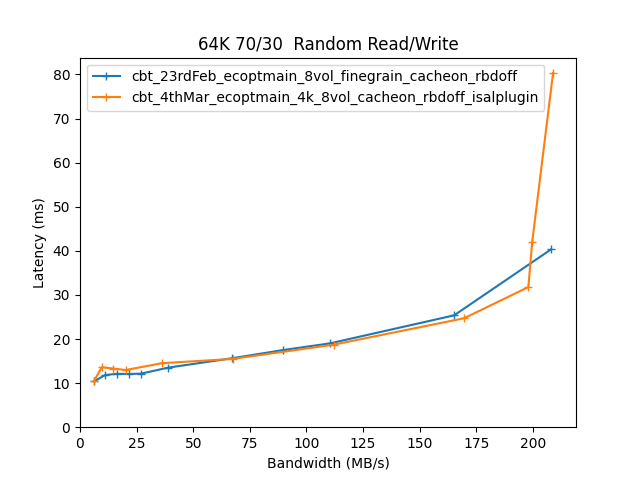 64K 70/30  Random Read/Write
cbt_23rdFeb_ecoptmain_8vol_finegrain_cacheon_rbdoff
cbt_4thMar_ecoptmain_4k_8vol_cacheon_rbdoff_isalplugin
Latency (ms)
80
70
60
50
40
30
20
10
0
0 25 50 75 100 125 150 175 200
Bandwidth (MB/s)